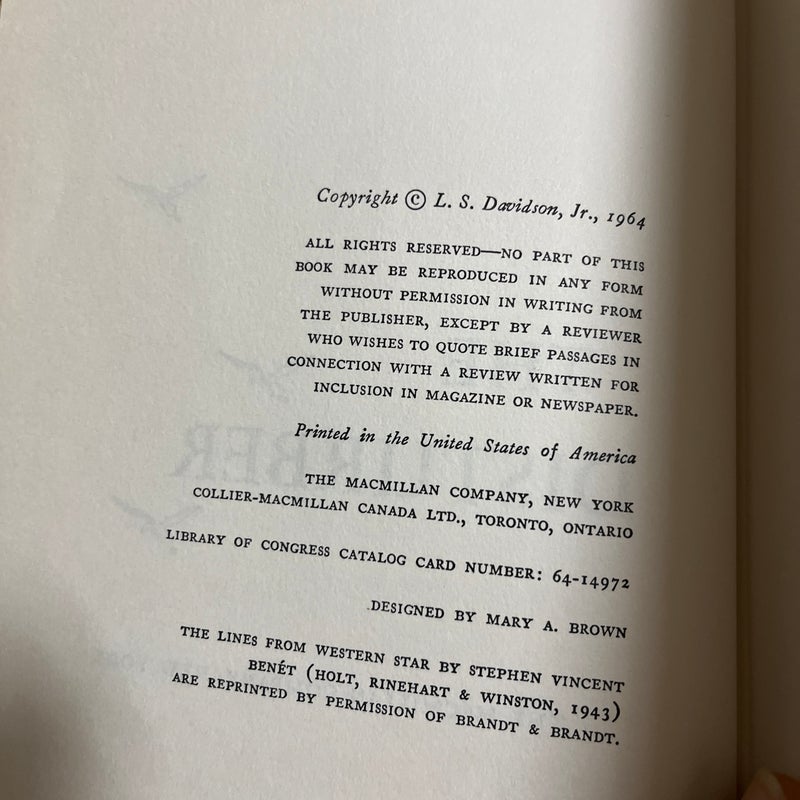 Copyright © L. S. Davidson, Jr., 1964
ALL RIGHTS RESERVED—NO PART OF THIS
BOOK MAY BE REPRODUCED IN ANY FORM
WITHOUT PERMISSION IN WRITING FROM
THE PUBLISHER, EXCEPT BY A REVIEWER
WHO WISHES TO QUOTE BRIEF PASSAGES IN
CONNECTION WITH A REVIEW WRITTEN FOR
INCLUSION IN MAGAZINE OR NEWSPAPER.
Printed in the United States of America
THE MACMILLAN COMPANY, NEW YORK
COLLIER-MACMILLAN CANADA LTD., TORONTO, ONTARIO
LIBRARY OF CONGRESS CATALOG CARD NUMBER: 64-14972
DESIGNED BY MARY A. BROWN
THE LINES FROM WESTERN STAR BY STEPHEN VINCENT
BENÉT (HOLT, RINEHART & WINSTON, 1943)
ARE REPRINTED BY PERMISSION OF BRANDT & BRANDT.